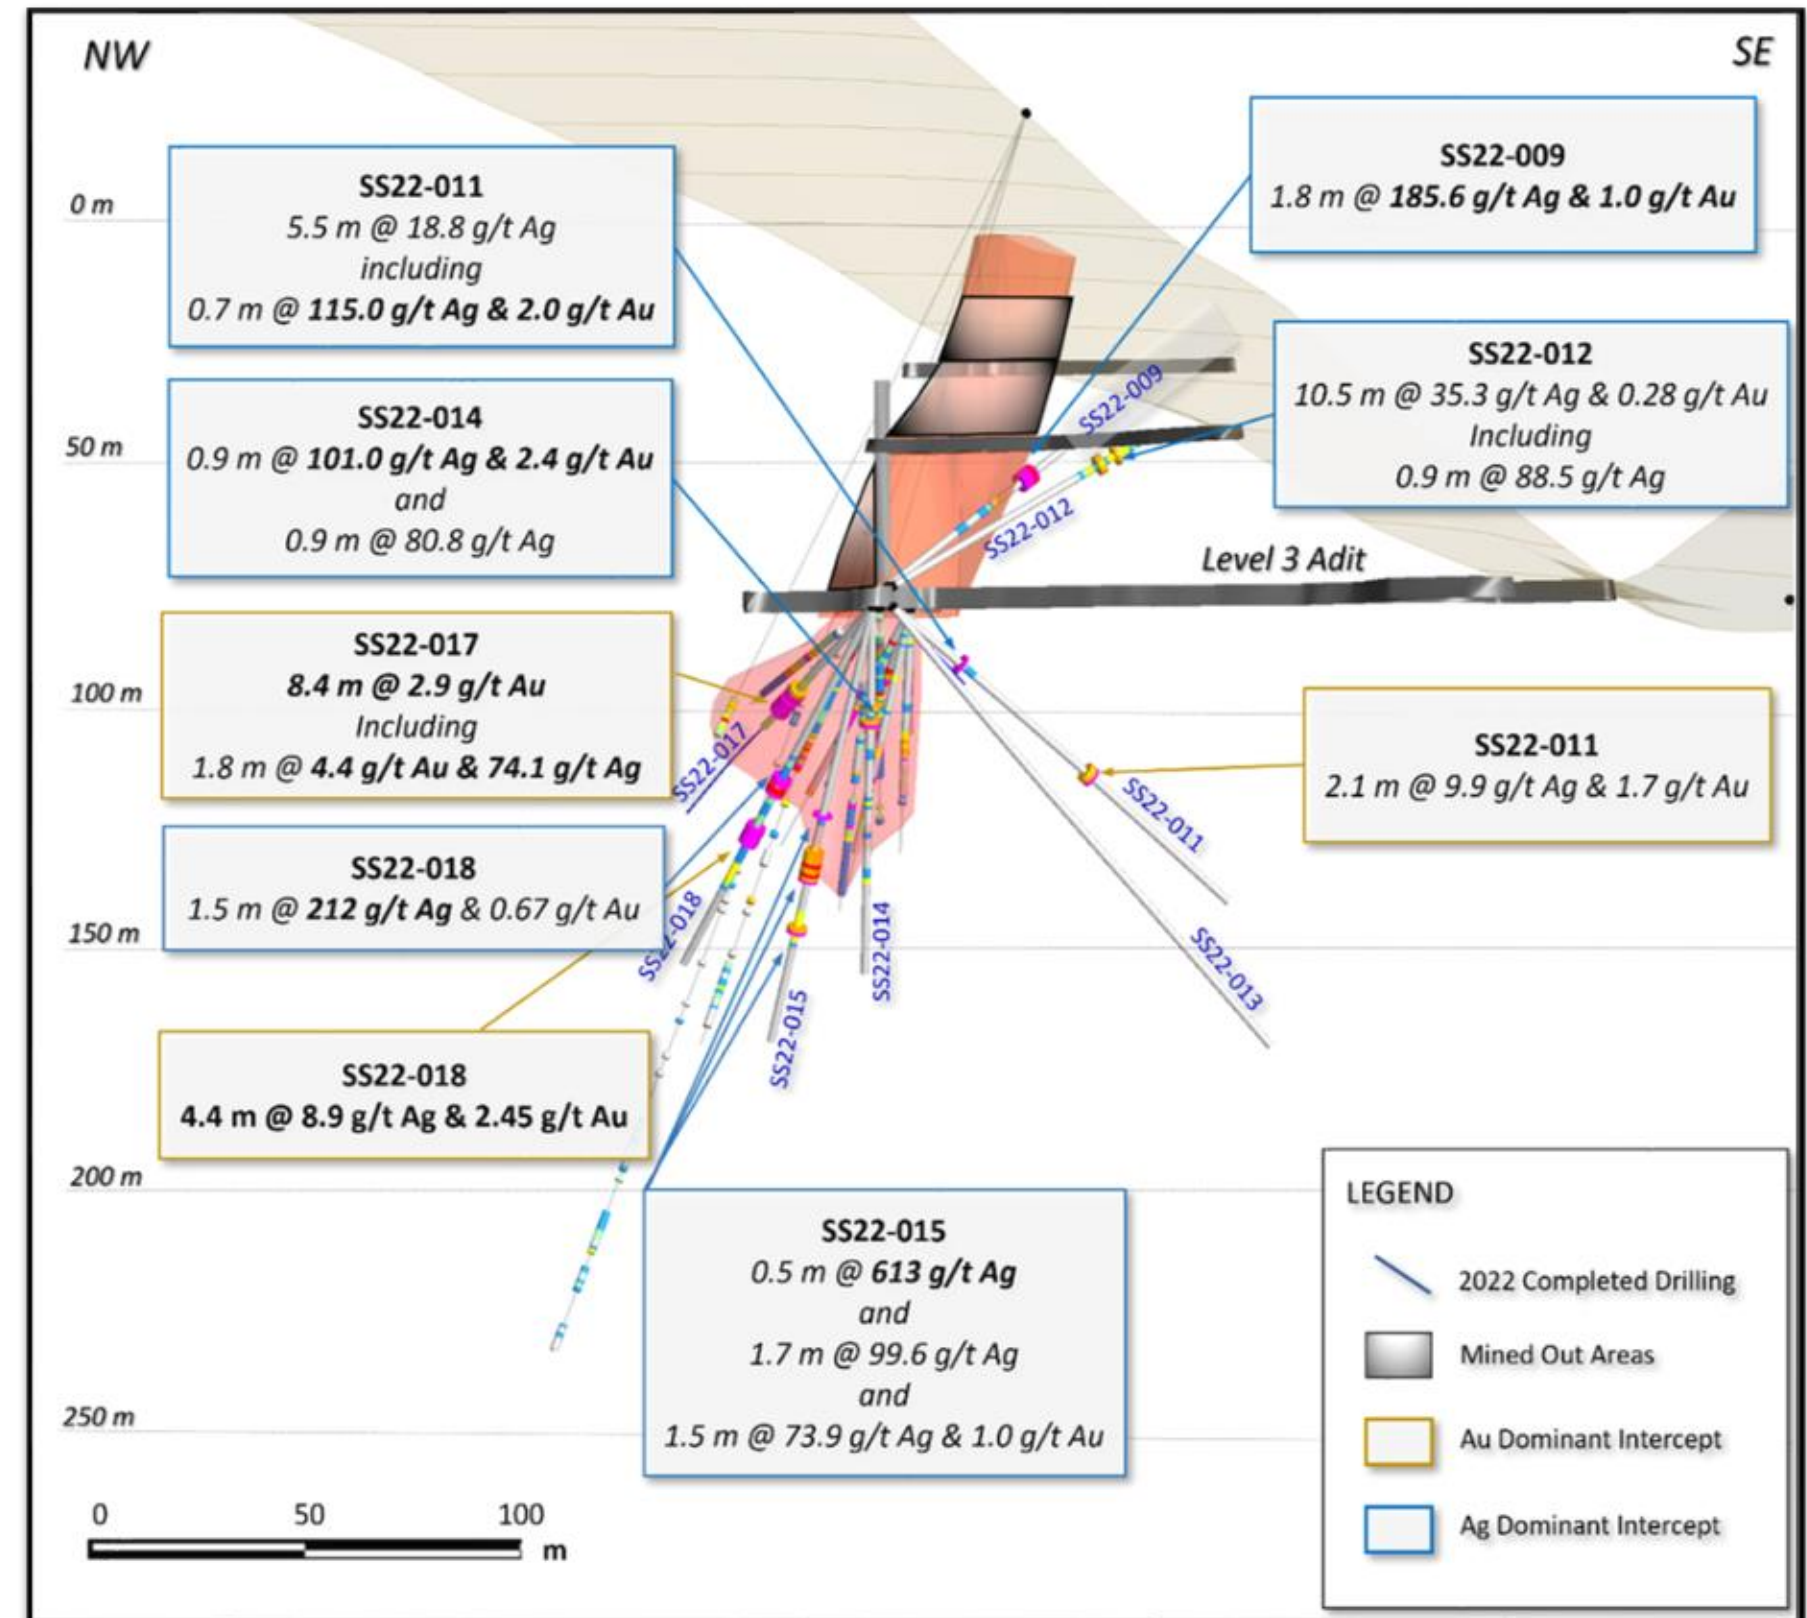 NW
SE
SS22-011
5.5 m @ 18.8 g/t Ag
including
0.7 m @ 115.0 g/t Ag & 2.0 g/t Au
SS22-009
1.8 m @ 185.6 g/t Ag & 1.0 g/t Au
0 m
SS22-012
10.5 m @ 35.3 g/t Ag & 0.28 g/t Au
Including
0.9 m @ 88.5 g/t Ag
SS22-014
0.9 m @ 101.0 g/t Ag & 2.4 g/t Au
and
0.9 m @ 80.8 g/t Ag
SS22-009
50 m
SS22-012
Level 3 Adit
SS22-017
8.4 m @ 2.9 g/t Au
Including
1.8 m @ 4.4 g/t Au & 74.1 g/t Ag
100 m
SS22-017
SS22-011
2.1 m @ 9.9 g/t Ag & 1.7 g/t Au
SS22-011
SS22-018
1.5 m @ 212 g/t Ag & 0.67 g/t Au
150 m
SS22-018
SS22-014
SS22-013
SS22-015
SS22-018
4.4 m @ 8.9 g/t Ag & 2.45 g/t Au
200 m
SS22-015
0.5 m @ 613 g/t Ag
and
1.7 m @ 99.6 g/t Ag
and
1.5 m @ 73.9 g/t Ag & 1.0 g/t Au
250 m
0 50 100
m
LEGEND
2022 Completed Drilling
Mined Out Areas
Au Dominant Intercept
Ag Dominant Intercept